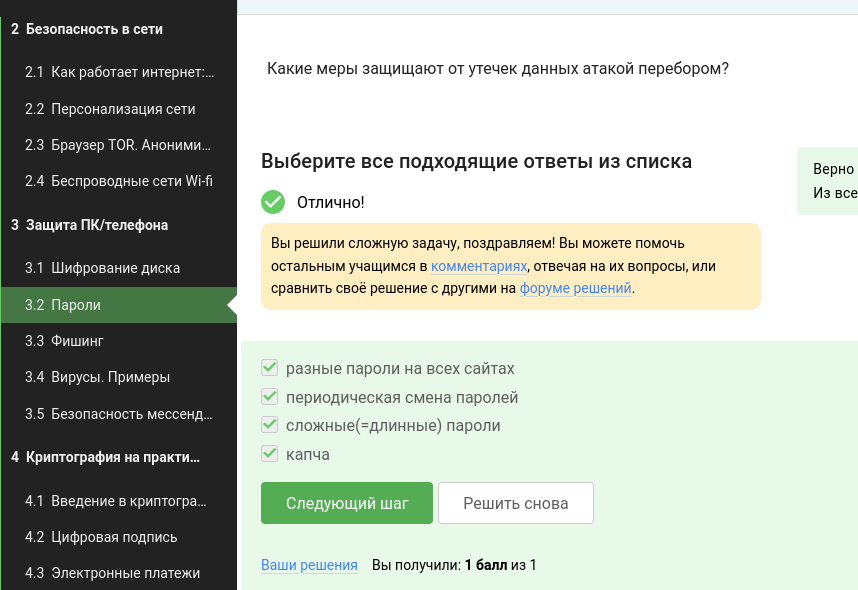 2 Безопасность в сети
2.1 Как работает интернет:…
2.2 Персонализация сети
2.3 Браузер TOR. Аноними…
2.4 Беспроводные сети Wi-fi
3 Защита ПК/телефона
3.1 Шифрование диска
3.2 Пароли
3.3 Фишинг
3.4 Вирусы. Примеры
3.5 Безопасность мессенд…
4 Криптография на практи…
4.1 Введение в криптогра…
4.2 Цифровая подпись
4.3 Электронные платежи
Какие меры защищают от утечек данных атакой перебором?
Выберите все подходящие ответы из списка
Отлично!
Верно
Из все
Вы решили сложную задачу, поздравляем! Вы можете помочь
остальным учащимся в комментариях, отвечая на их вопросы, или
сравнить своё решение с другими на форуме решений.
разные пароли на всех сайтах
периодическая смена паролей
сложные(=длинные) пароли
капча
Следующий шаг
Решить снова
Ваши решения Вы получили: 1 балл из 1